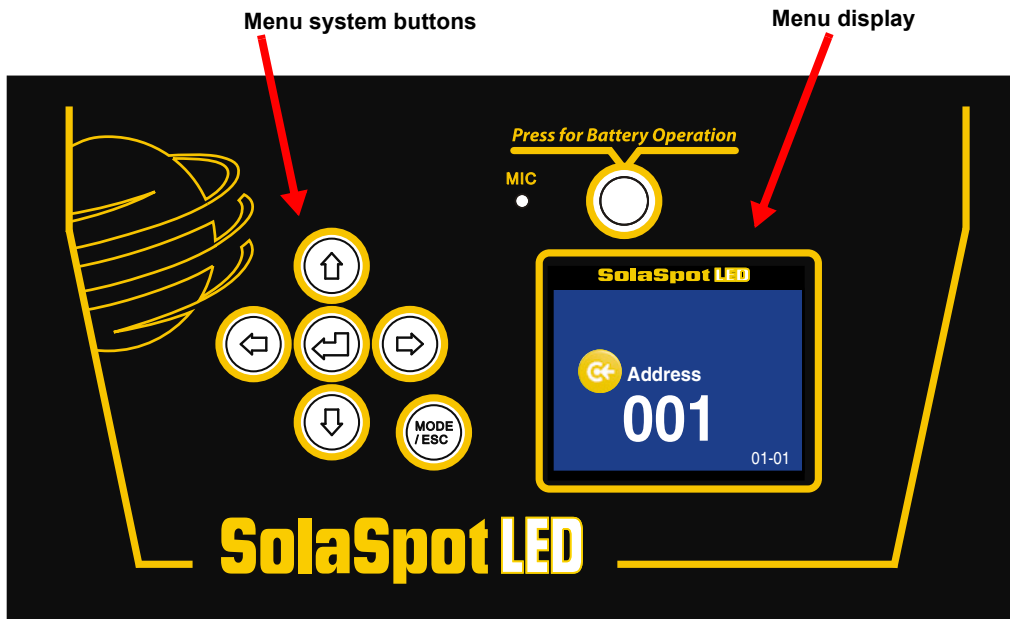 Menu system buttons
Menu display
Press for Battery Operation
MIC
SolaSpot LED
Address
001
01-01
MODE
/ESC
SolaSpot LED